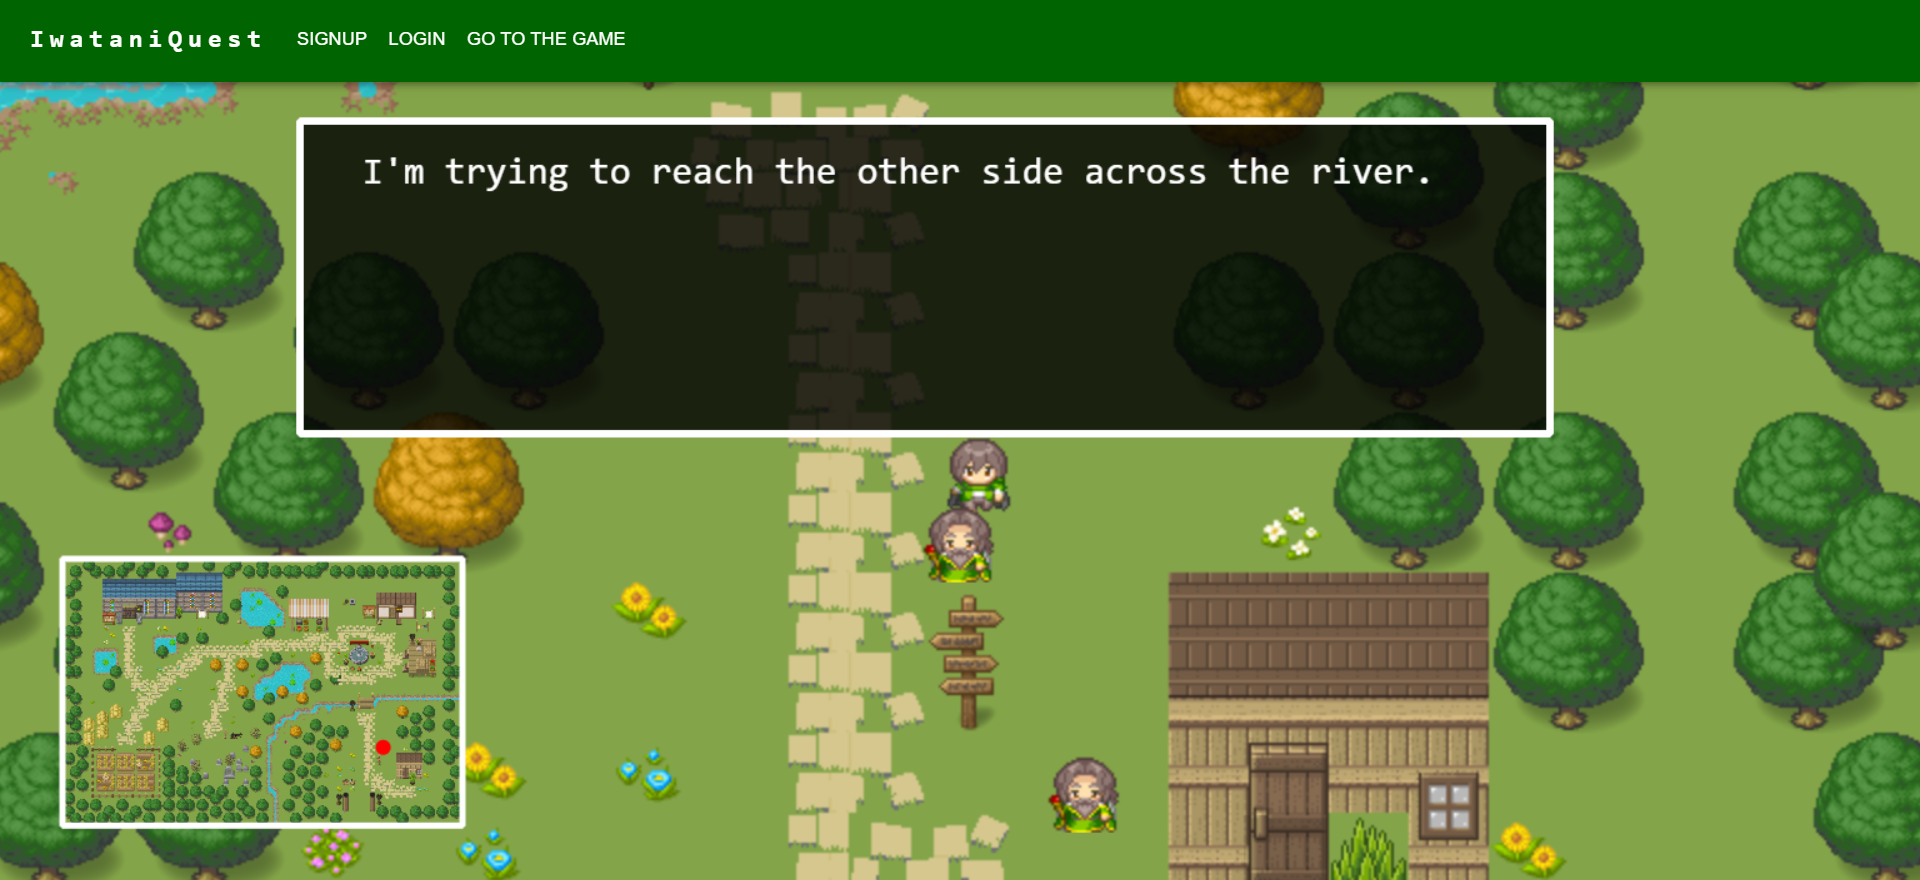 IwataniQuest SIGNUP LOGIN GO TO THE GAME
I'm trying to reach the other side across the river.